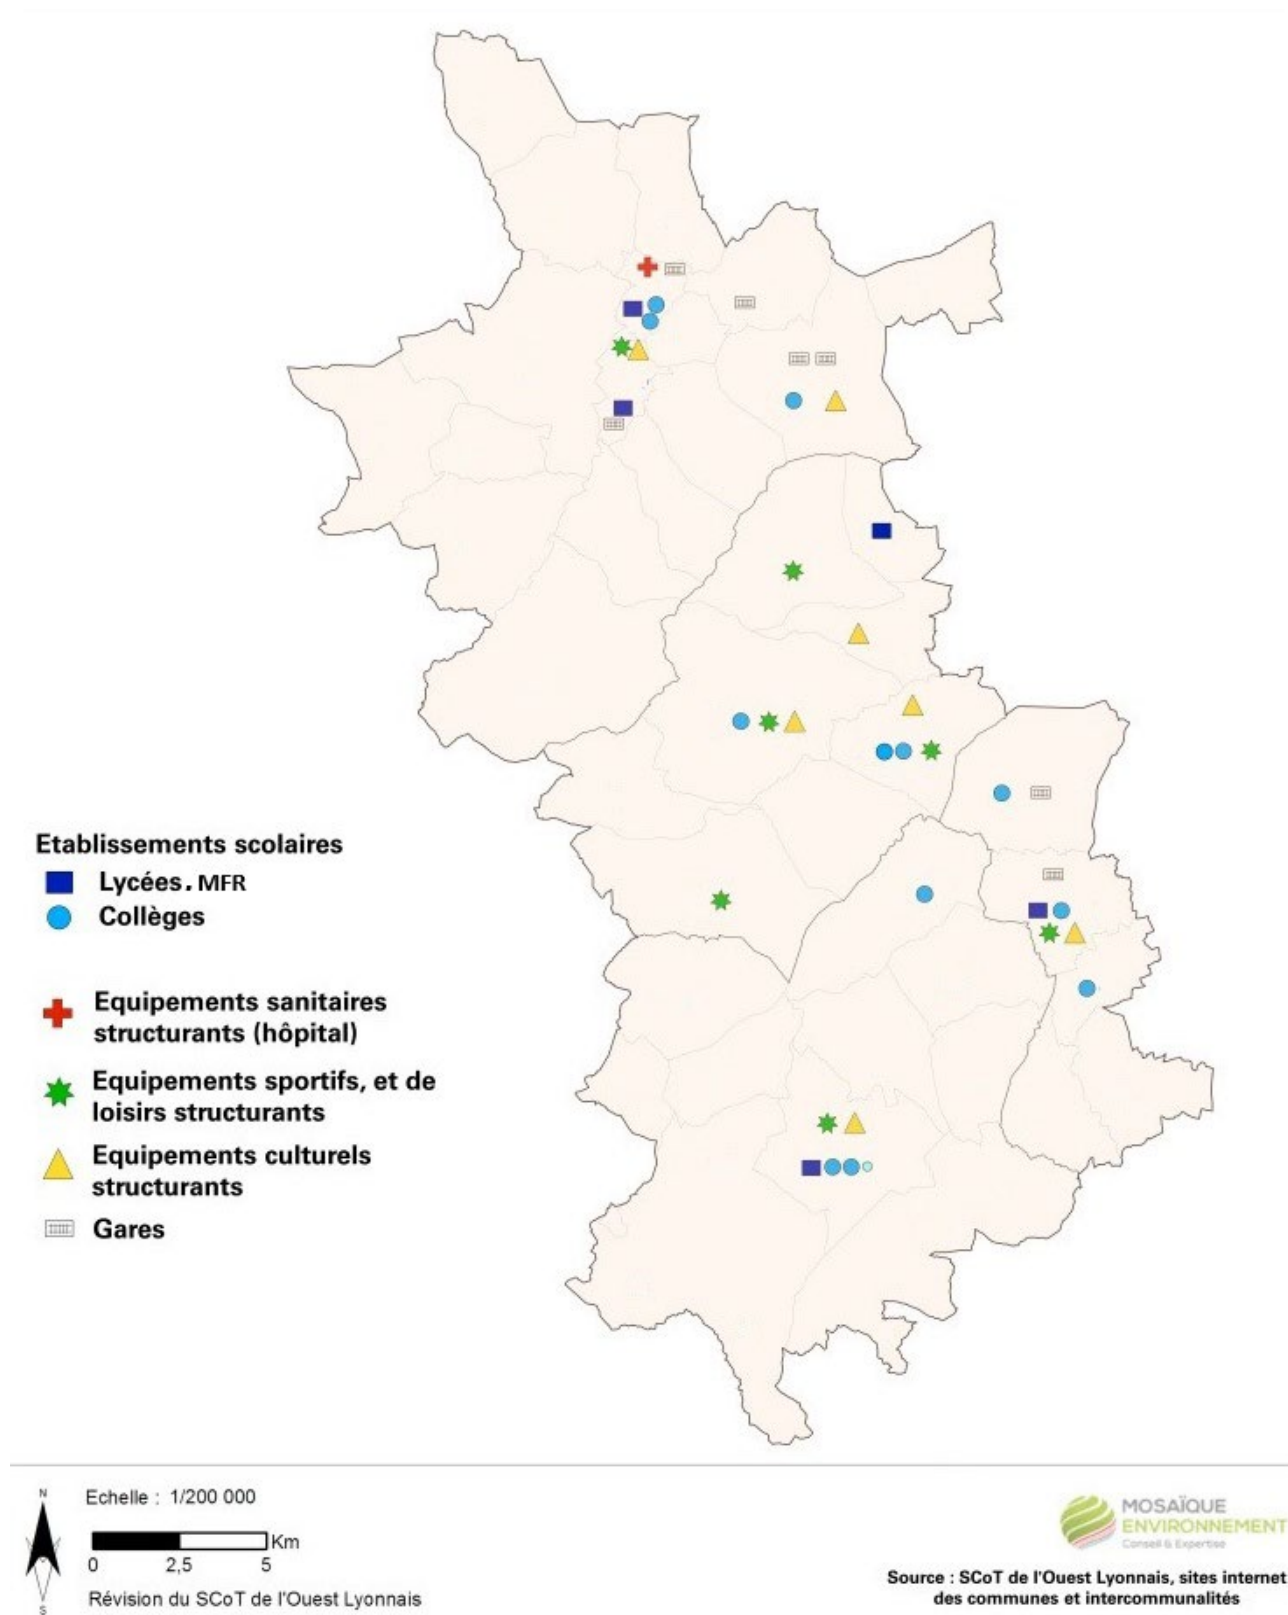 Etablissements scolaires
Lycées.MFR
Collèges
Equipements sanitaires
structurants (hôpital)
Equipements sportifs, et de
loisirs structurants
Equipements culturels
structurants
Gares
N
S
Echelle : 1/200 000
Km
0 2,5 5
Révision du SCoT de l'Ouest Lyonnais
MOSAÏQUE
ENVIRONNEMENT
Conseil & Expertise
Source : SCoT de l'Ouest Lyonnais, sites internet
des communes et intercommunalités